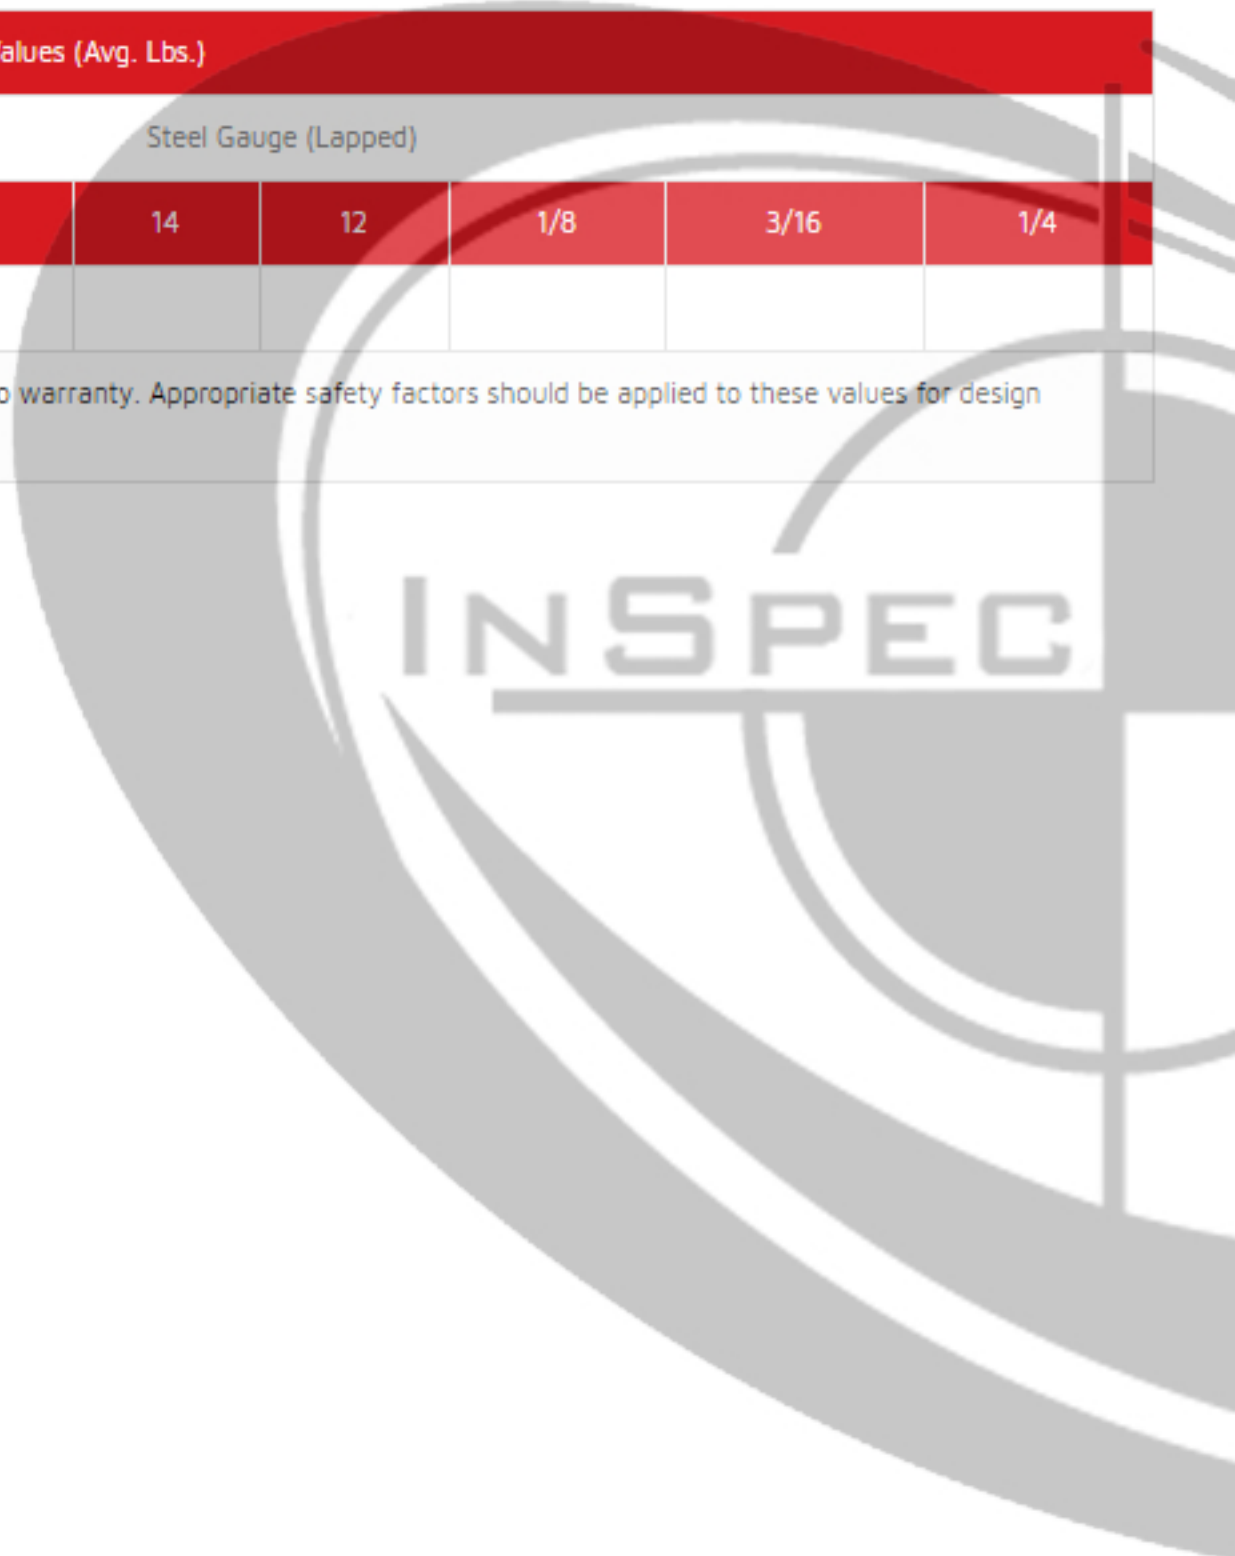 alues (Avg. Lbs.)
Steel Gauge (Lapped)
14 12 1/8 3/16 1/4
o warranty. Appropriate safety factors should be applied to these values for design
INSPEC